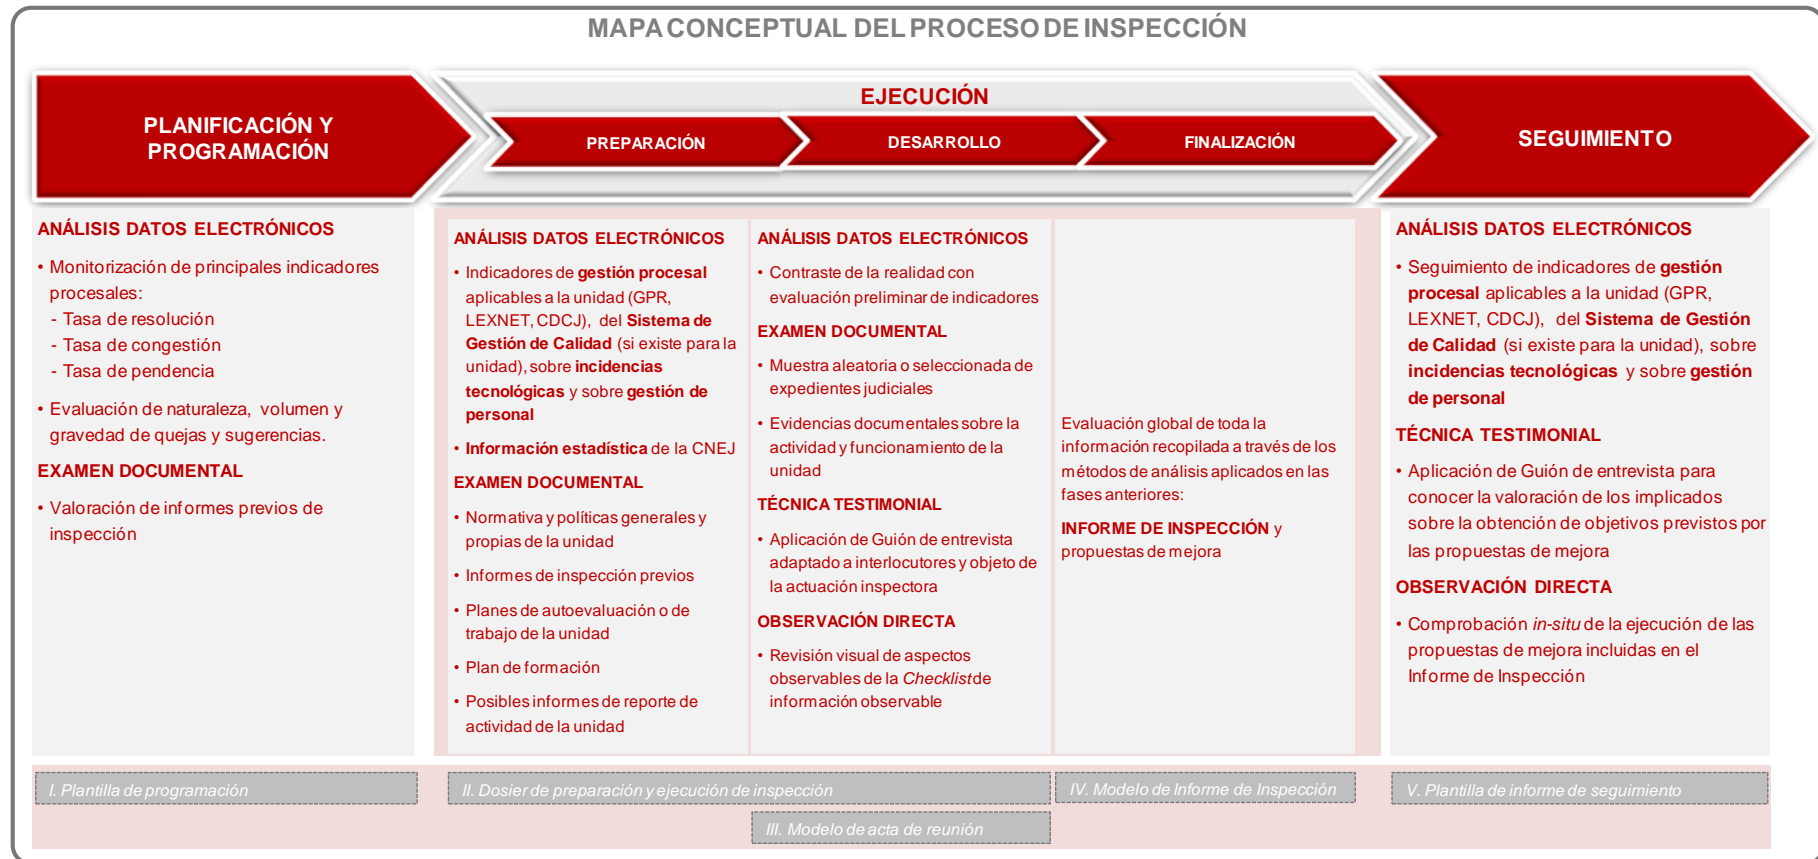 MAPA CONCEPTUAL DEL PROCESO DE INSPECCIÓN
PLANIFICACIÓN Y
PROGRAMACIÓN
EJECUCIÓN
PREPARACIÓN
DESARROLLO
FINALIZACIÓN
SEGUIMIENTO
ANÁLISIS DATOS ELECTRÓNICOS
• Monitorización de principales indicadores
procesales:
- Tasa de resolución
- Tasa de congestión
- Tasa de pendencia
• Evaluación de naturaleza, volumen y
gravedad de quejas y sugerencias.
EXAMEN DOCUMENTAL
• Valoración de informes previos de
inspección
ANÁLISIS DATOS ELECTRÓNICOS
• Indicadores de gestión procesal
aplicables a la unidad (GPR,
LEXNET, CDCJ), del Sistema de
Gestión de Calidad (si existe para la
unidad), sobre incidencias
tecnológicas y sobre gestión de
personal
• Información estadística de la CNEJ
EXAMEN DOCUMENTAL
• Normativa y políticas generales y
propias de la unidad
• Informes de inspección previos
• Planes de autoevaluación o de
trabajo de la unidad
• Plan de formación
• Posibles informes de reporte de
actividad de la unidad
ANÁLISIS DATOS ELECTRÓNICOS
• Contraste de la realidad con
evaluación preliminar de indicadores
EXAMEN DOCUMENTAL
• Muestra aleatoria o seleccionada de
expedientes judiciales
• Evidencias documentales sobre la
actividad y funcionamiento de la
unidad
TÉCNICA TESTIMONIAL
• Aplicación de Guión de entrevista
adaptado a interlocutores y objeto de
la actuación inspectora
OBSERVACIÓN DIRECTA
• Revisión visual de aspectos
observables de la Checklist de
información observable
Evaluación global de toda la
información recopilada a través de los
métodos de análisis aplicados en las
fases anteriores:
INFORME DE INSPECCIÓN y
propuestas de mejora
ANÁLISIS DATOS ELECTRÓNICOS
• Seguimiento de indicadores de gestión
procesal aplicables a la unidad (GPR,
LEXNET, CDCJ), del Sistema de Gestión
de Calidad (si existe para la unidad), sobre
incidencias tecnológicas y sobre gestión
de personal
TÉCNICA TESTIMONIAL
• Aplicación de Guión de entrevista para
conocer la valoración de los implicados
sobre la obtención de objetivos previstos por
las propuestas de mejora
OBSERVACIÓN DIRECTA
• Comprobación in-situ de la ejecución de las
propuestas de mejora incluidas en el
Informe de Inspección
I. Plantilla de programación
II. Dosier de preparación y ejecución de inspección
III. Modelo de acta de reunión
IV. Modelo de Informe de Inspección
V. Plantilla de informe de seguimiento